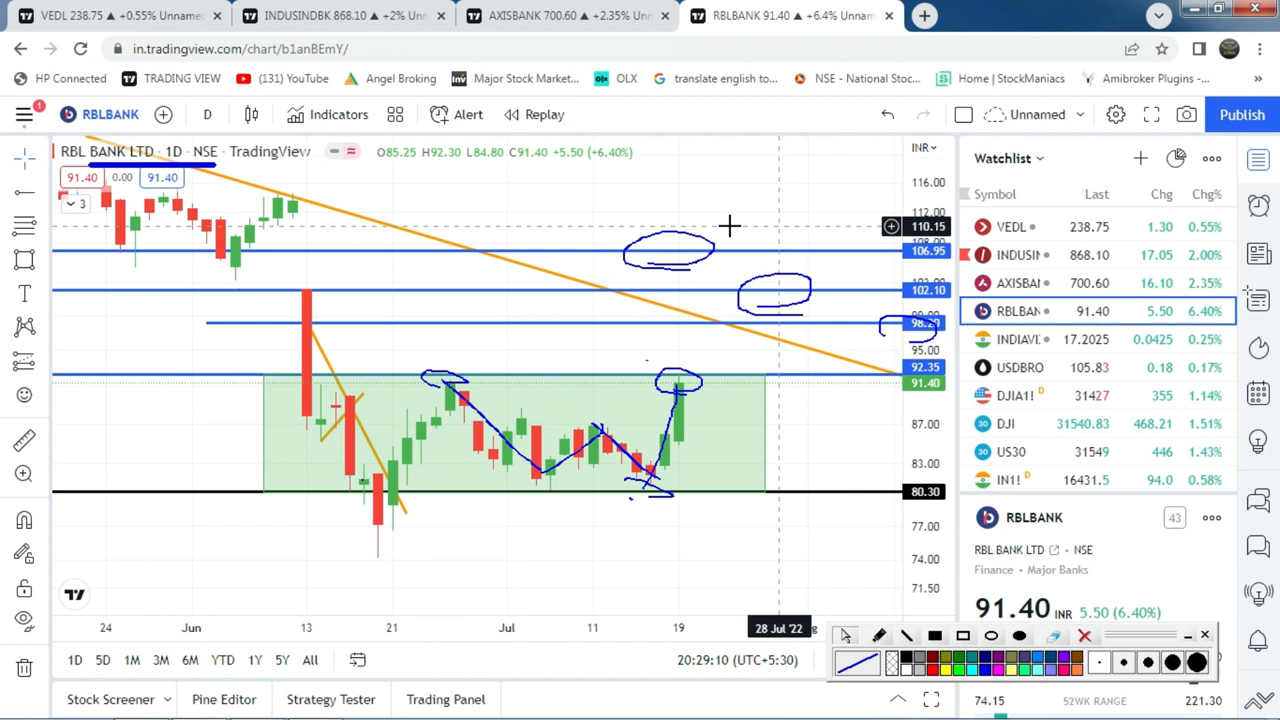 VEDL 238.75 ▲ +0.55% Unnamed
INDUSINDBK 868.10 ▲ +2% Unnam
AXISBANK 700.60 ▲ +2.35% Unnam
RBLBANK 91.40 ▲ +6.4% Unnam
in.tradingview.com/chart/b1anBEmY/
HP Connected
TRADING VIEW
(131) YouTube
Angel Broking
Major Stock Market...
OLX
translate english to...
NSE - National Stoc...
Home | StockManiacs
Amibroker Plugins -...
»
1
RBLBANK
D
Indicators
Alert
Replay
Unnamed
Publish
RBL BANK LTD · 1D · NSE · TradingView
O85.25 H92.30 L84.80 C91.40 +5.50 (+6.40%)
91.40 0.00 91.40
3
INR
116.00
112.00
110.15
106.95
102.10
98.20
95.00
92.35
91.40
87.00
83.00
80.30
77.00
74.00
71.50
24 Jun 13 21 Jul 11 19 28 Jul '22
1D 5D 1M 3M 6M YTD 1Y 5Y All
20:29:10 (UTC+5:30)
Stock Screener
Pine Editor
Strategy Tester
Trading Panel
Watchlist
Symbol Last Chg Chg%
VEDL 238.75 1.30 0.55%
INDUSIN 868.10 17.05 2.00%
AXISBAN 700.60 16.10 2.35%
RBLBAN 91.40 5.50 6.40%
INDIAVIX 17.2025 0.0425 0.25%
USDBRO 105.83 0.18 0.17%
DJIA1! D 31427 355 1.14%
DJI 31540.83 468.21 1.51%
US30 31549 446 1.43%
IN1! D 16431.5 94.0 0.58%
RBLBANK
43
RBL BANK LTD · NSE
Finance · Major Banks
91.40 INR 5.50 (6.40%)
74.15 52WK RANGE 221.30